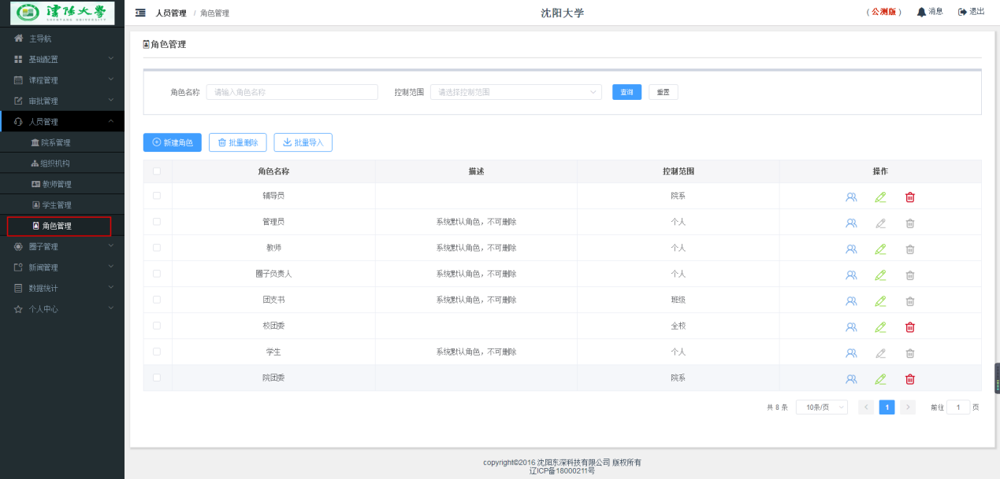 沈阳大学
SHENYANG UNIVERSITY
人员管理 / 角色管理
沈阳大学
(公测版) 消息 退出
主导航
基础配置
课程管理
审批管理
人员管理
院系管理
组织机构
教师管理
学生管理
角色管理
圈子管理
新闻管理
数据统计
个人中心
角色管理
角色名称 请输入角色名称 控制范围 请选择控制范围 查询 重置
新建角色 批量删除 批量导入
角色名称 描述 控制范围 操作
辅导员 院系
管理员 系统默认角色，不可删除 个人
教师 系统默认角色，不可删除 个人
圈子负责人 系统默认角色，不可删除 个人
团支书 系统默认角色，不可删除 班级
校团委 全校
学生 系统默认角色，不可删除 个人
院团委 院系
共 8 条 10条/页 1 前往 1 页
copyright©2016 沈阳东深科技有限公司 版权所有
辽ICP备18000211号